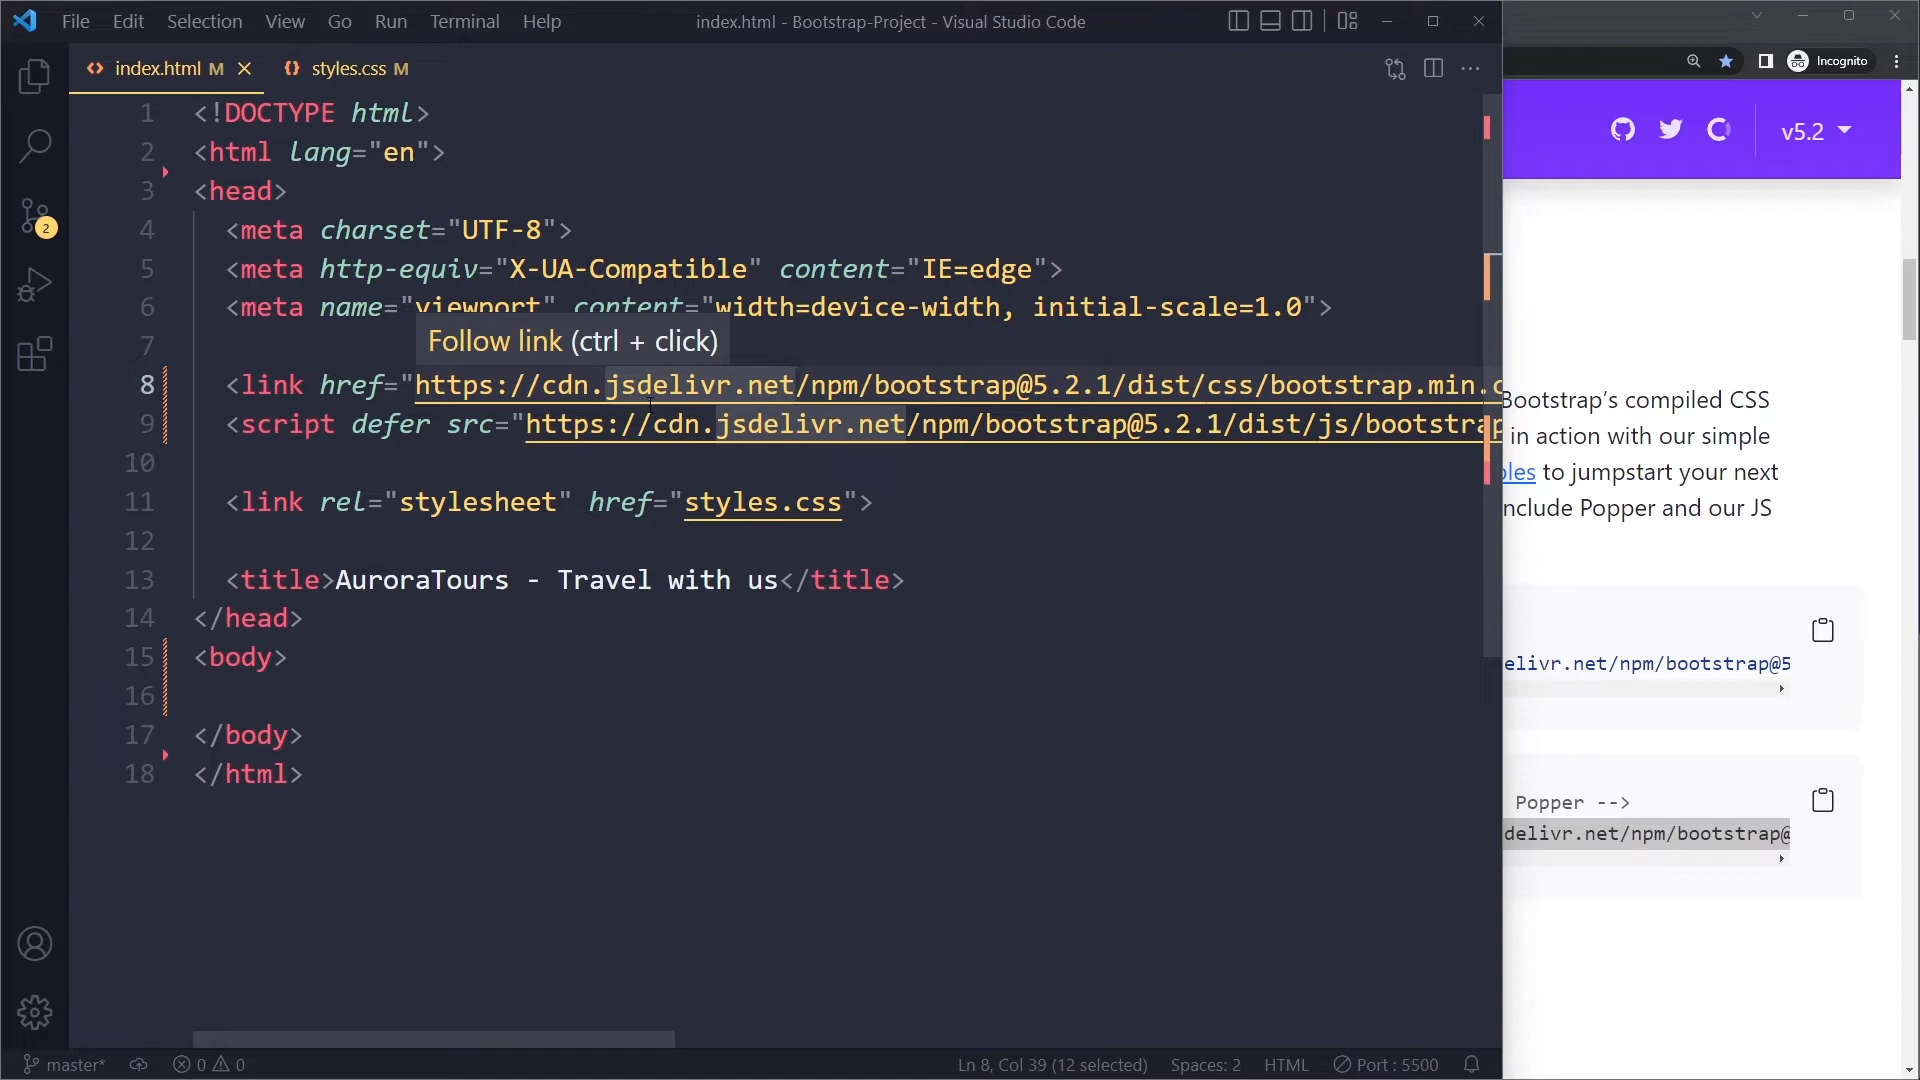 File Edit Selection View Go Run Terminal Help index.html - Bootstrap-Project - Visual Studio Code
index.html M styles.css M
Incognito
v5.2
1 <!DOCTYPE html>
2 <html lang="en">
3 <head>
4 <meta charset="UTF-8">
5 <meta http-equiv="X-UA-Compatible" content="IE=edge">
6 <meta name="viewport" content="width=device-width, initial-scale=1.0">
7
Follow link (ctrl + click)
8 <link href="https://cdn.jsdelivr.net/npm/bootstrap@5.2.1/dist/css/bootstrap.min.c
9 <script defer src="https://cdn.jsdelivr.net/npm/bootstrap@5.2.1/dist/js/bootstrap
10
11 <link rel="stylesheet" href="styles.css">
12
13 <title>AuroraTours - Travel with us</title>
14 </head>
15 <body>
16
17 </body>
18 </html>
2
Bootstrap’s compiled CSS
in action with our simple
ples to jumpstart your next
nclude Popper and our JS
elivr.net/npm/bootstrap@5
Popper -->
delivr.net/npm/bootstrap@
master* 0 0 Ln 8, Col 39 (12 selected) Spaces: 2 HTML Port : 5500